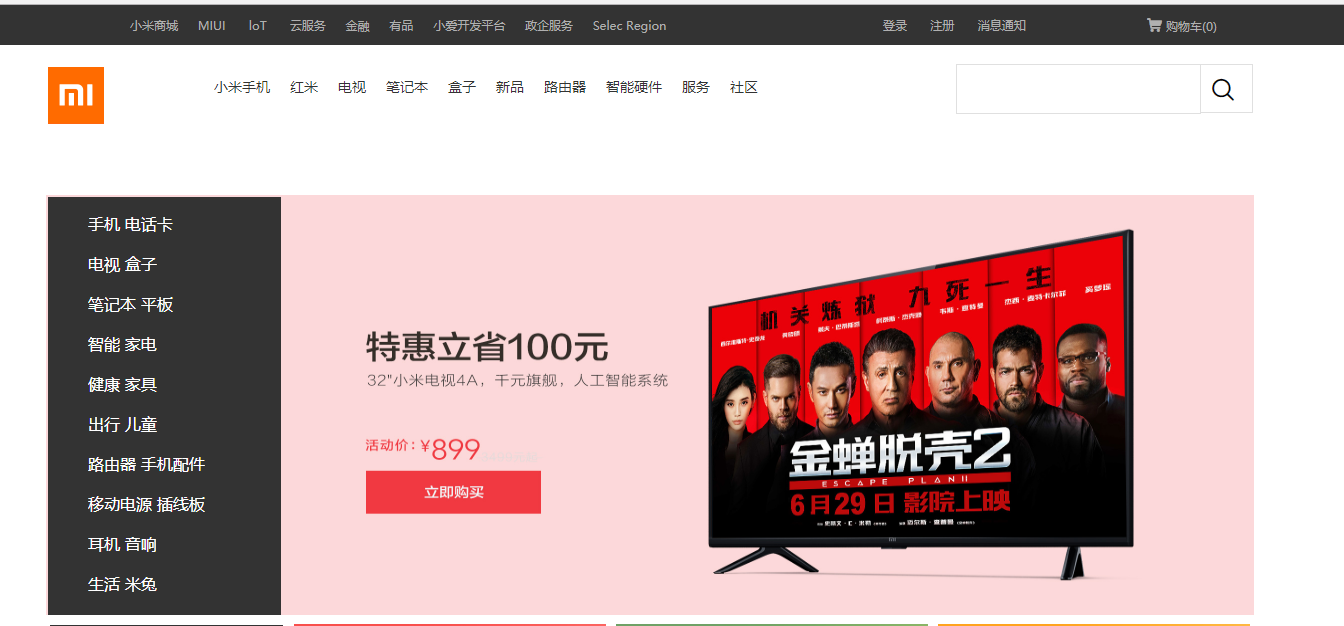 小米商城 MIUI loT 云服务 金融 有品 小爱开发平台 政企服务 Selec Region 登录 注册 消息通知 购物车(0)
小米手机 红米 电视 笔记本 盒子 新品 路由器 智能硬件 服务 社区
手机 电话卡
电视 盒子
笔记本 平板
智能 家电
健康 家具
出行 儿童
路由器 手机配件
移动电源 插线板
耳机 音响
生活 米兔
特惠立省100元
32"小米电视4A，千元旗舰，人工智能系统
活动价：¥899
立即购买
机关炼狱 九死一生
金蝉脱壳2
ESCAPE PLAN II
6月29日 影院上映